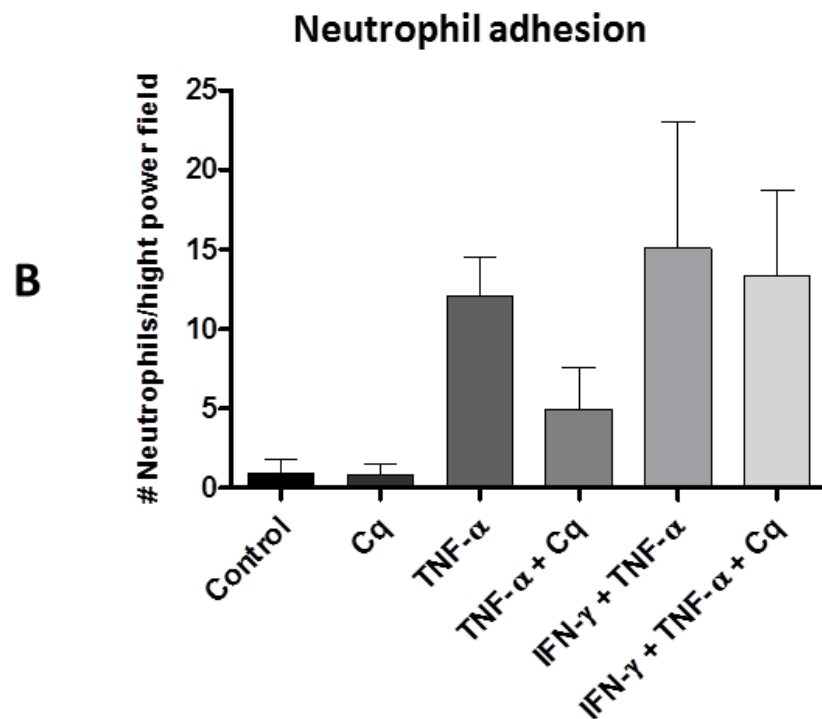 Neutrophil adhesion
B
# Neutrophils/hight power field
25
20
15
10
5
0
Control
Cq
TNF-α
TNF-α + Cq
IFN-γ + TNF-α
IFN-γ + TNF-α + Cq